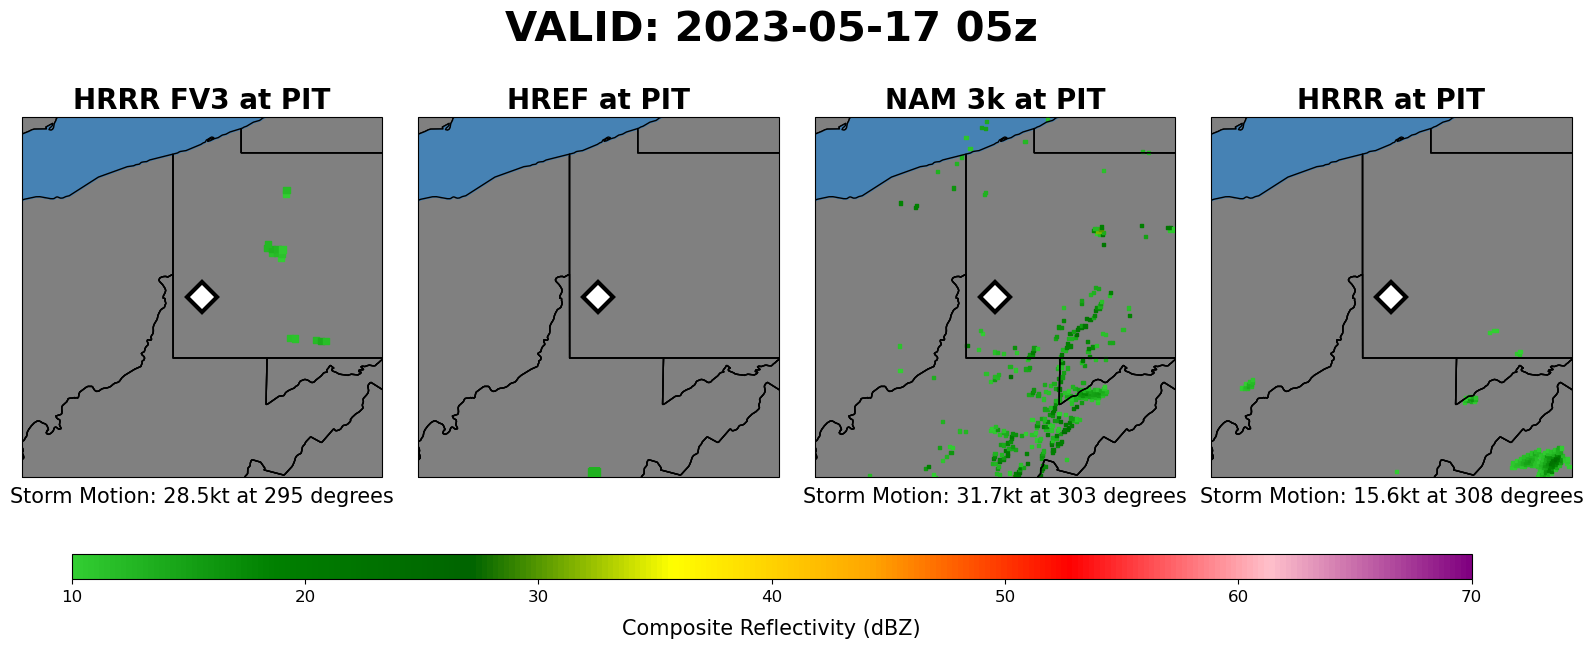 VALID: 2023-05-17 05z
HRRR FV3 at PIT
HREF at PIT
NAM 3k at PIT
HRRR at PIT
Storm Motion: 28.5kt at 295 degrees
Storm Motion: 31.7kt at 303 degrees
Storm Motion: 15.6kt at 308 degrees
10 20 30 40 50 60 70
Composite Reflectivity (dBZ)